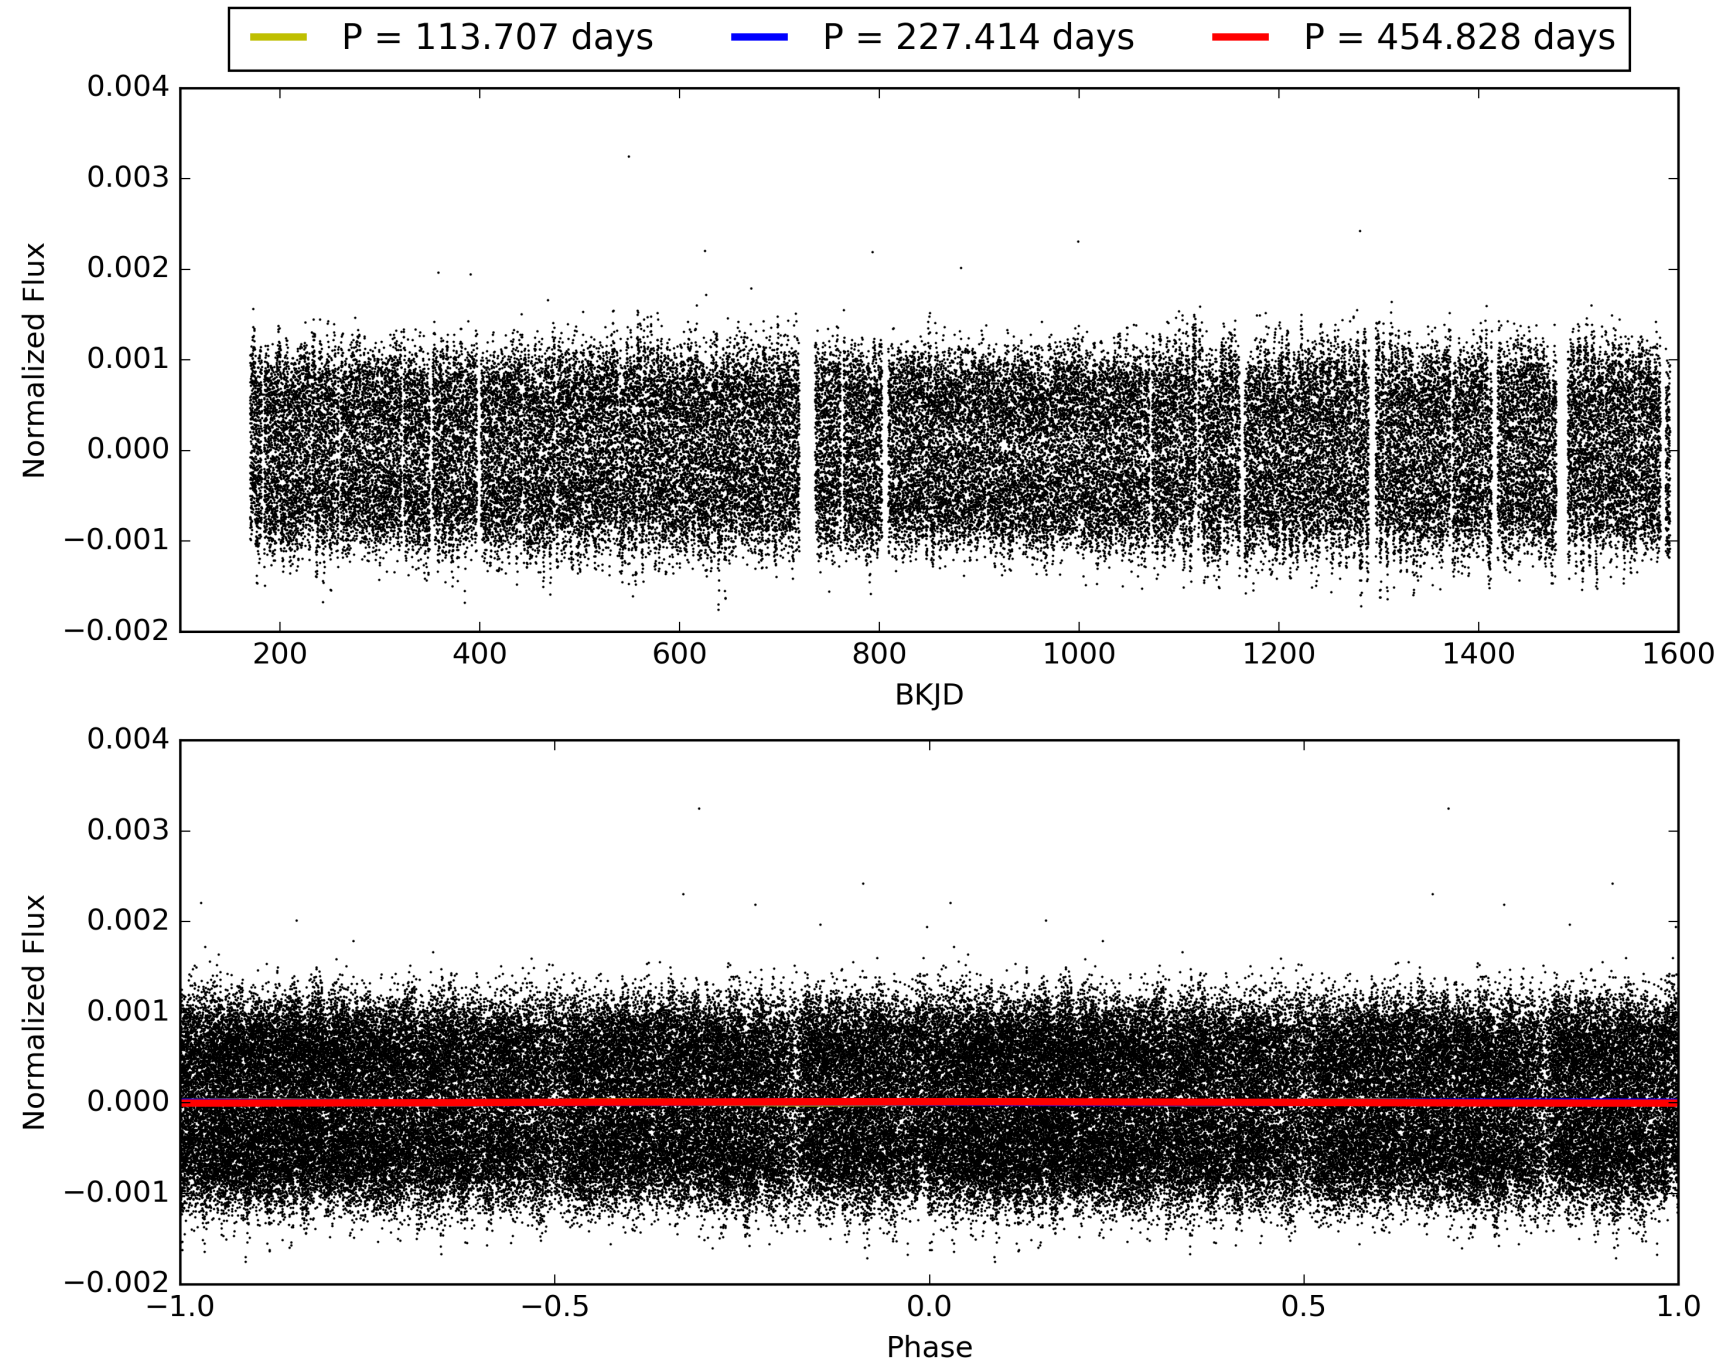 P = 113.707 days P = 227.414 days P = 454.828 days
0.004
0.003
0.002
0.001
0.000
−0.001
−0.002
Normalized Flux
200 400 600 800 1000 1200 1400 1600
BKJD
0.004
0.003
0.002
0.001
0.000
−0.001
−0.002
Normalized Flux
−1.0 −0.5 0.0 0.5 1.0
Phase